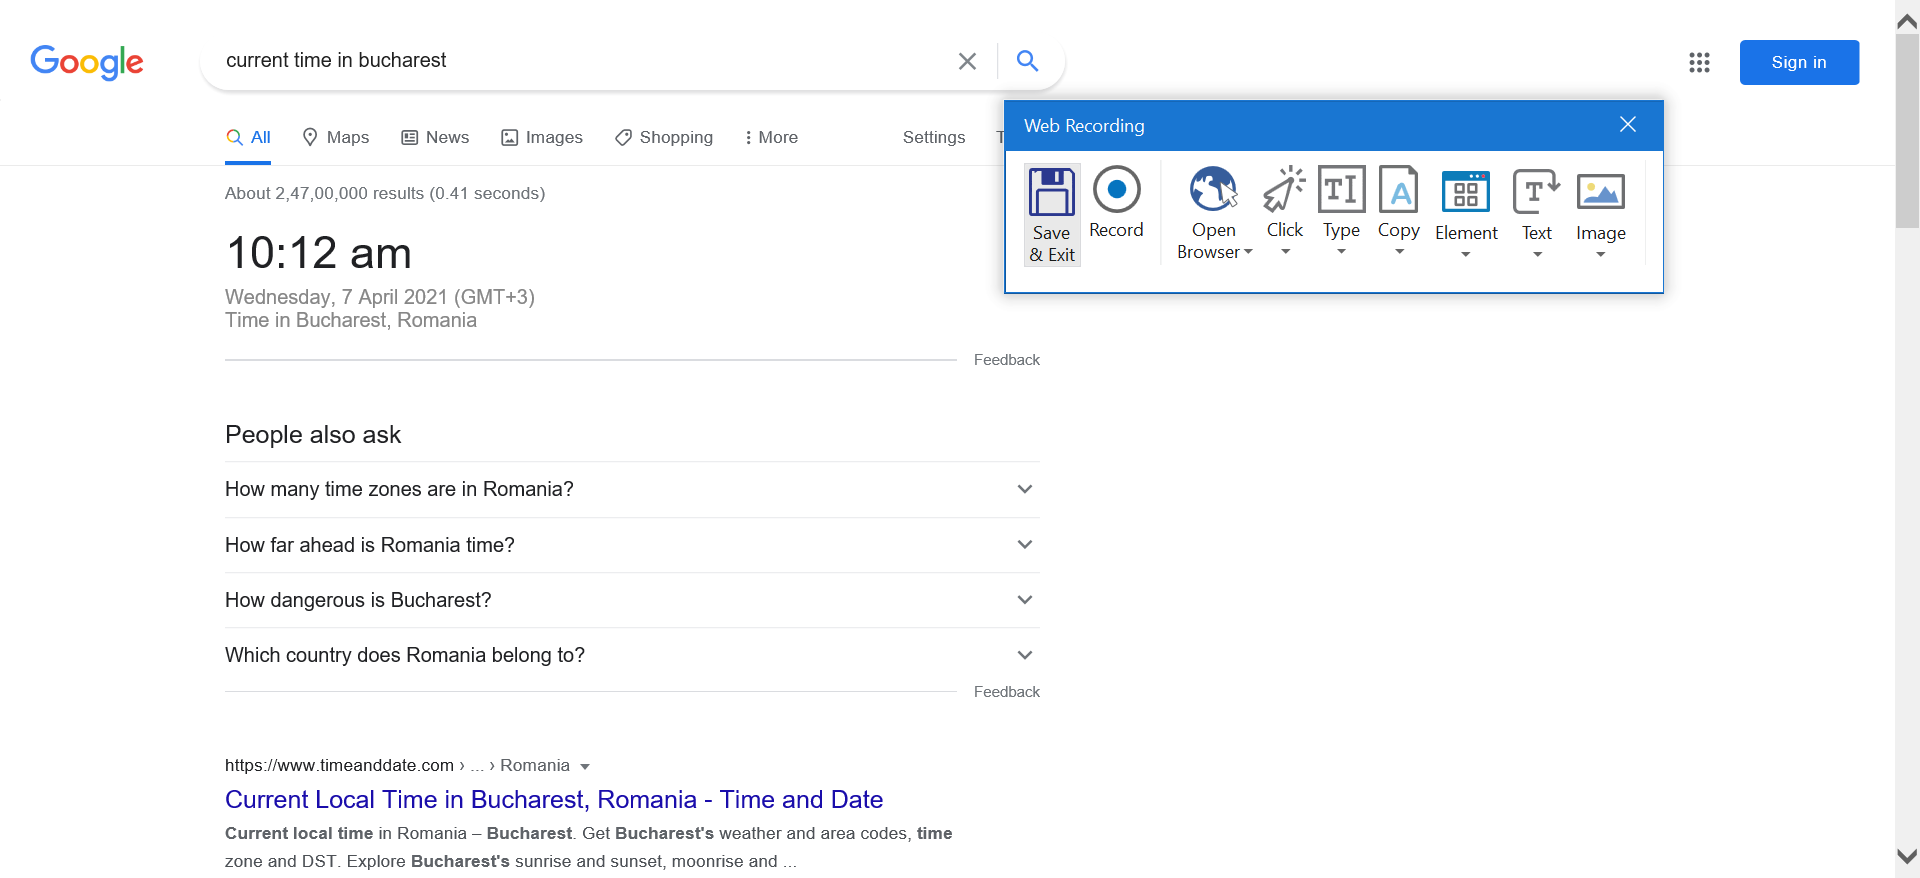 Google
current time in bucharest
Sign in
All
Maps
News
Images
Shopping
More
Settings
T
Web Recording
Save & Exit
Record
Open Browser
Click
Type
Copy
Element
Text
Image
About 2,47,00,000 results (0.41 seconds)
10:12 am
Wednesday, 7 April 2021 (GMT+3)
Time in Bucharest, Romania
Feedback
People also ask
How many time zones are in Romania?
How far ahead is Romania time?
How dangerous is Bucharest?
Which country does Romania belong to?
Feedback
https://www.timeanddate.com › ... › Romania
Current Local Time in Bucharest, Romania - Time and Date
Current local time in Romania – Bucharest. Get Bucharest's weather and area codes, time
zone and DST. Explore Bucharest's sunrise and sunset, moonrise and ...